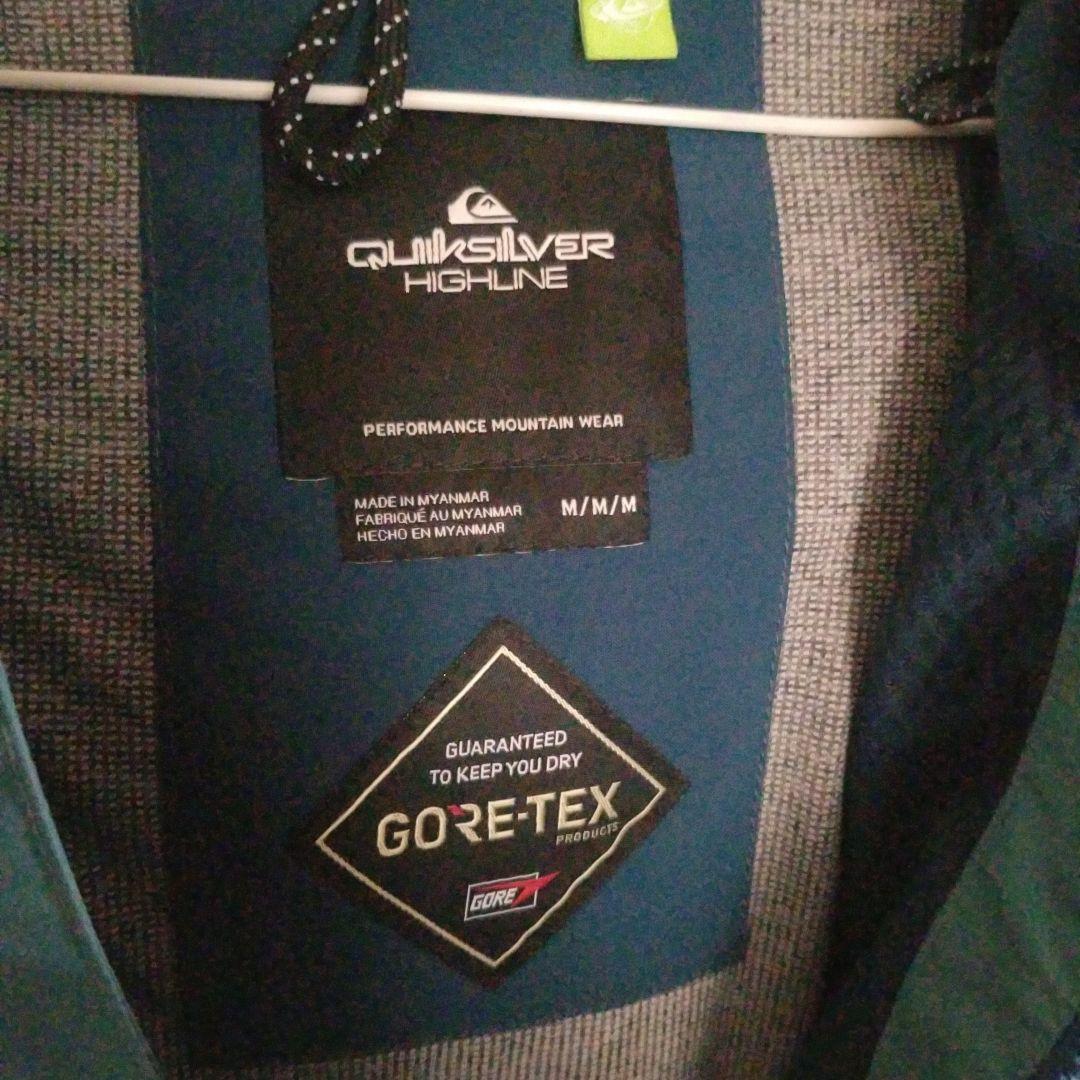 QUIKSILVER
HIGHLINE
PERFORMANCE MOUNTAIN WEAR
MADE IN MYANMAR
FABRIQUÉ AU MYANMAR
HECHO EN MYANMAR
M/M/M
GUARANTEED
TO KEEP YOU DRY
GORE-TEX
PRODUCTS
GORE